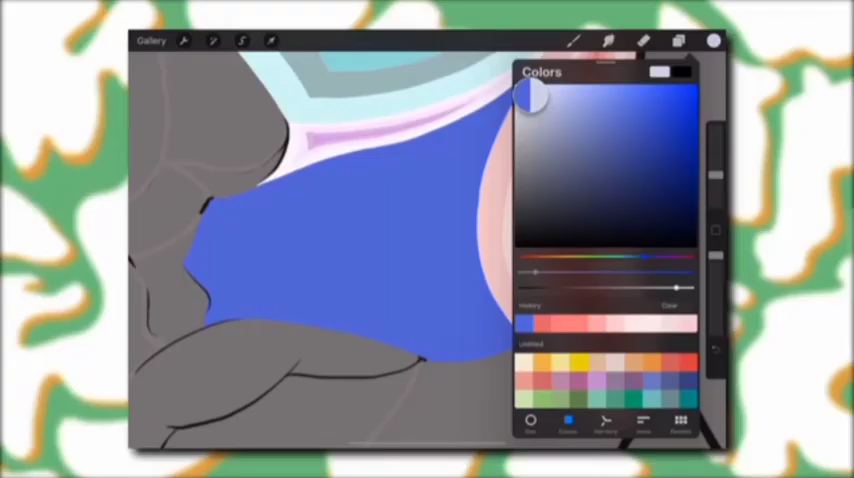 Gallery
Colors
History
Clear
Untitled
Disc
Classic
Harmony
Value
Palettes